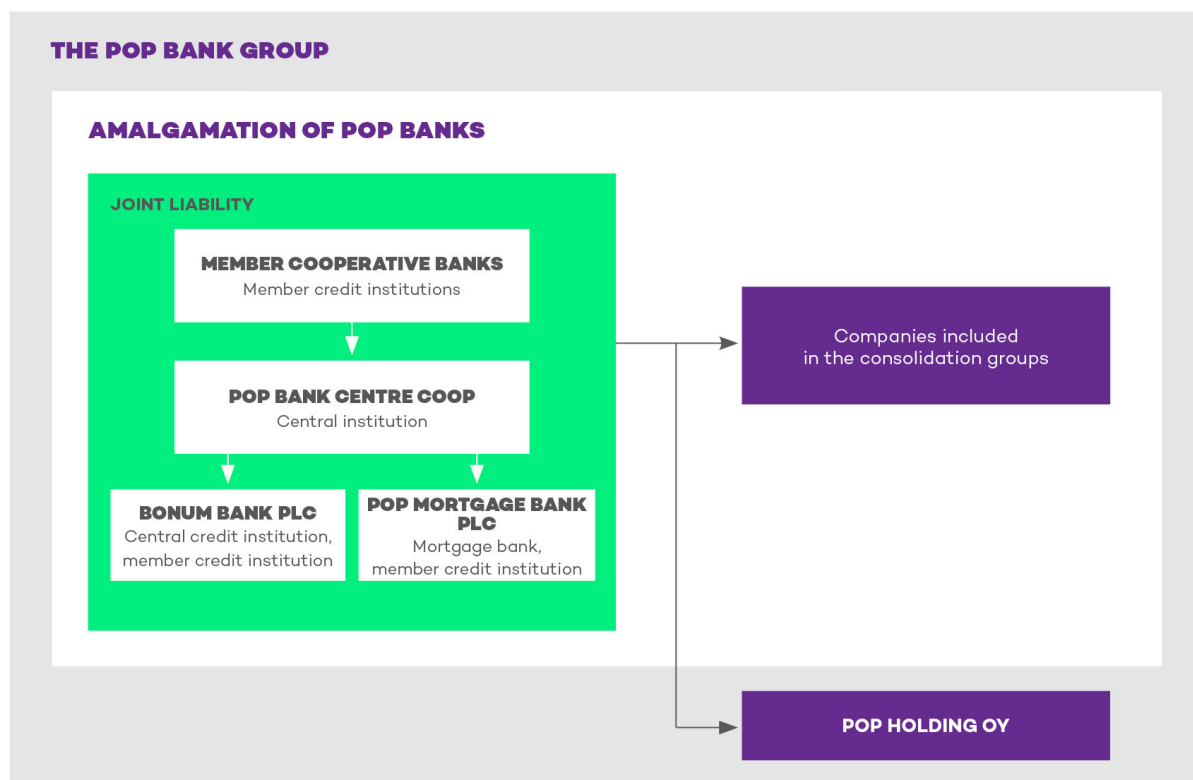 THE POP BANK GROUP
AMALGAMATION OF POP BANKS
JOINT LIABILITY
MEMBER COOPERATIVE BANKS
Member credit institutions
POP BANK CENTRE COOP
Central institution
BONUM BANK PLC
Central credit institution,
member credit institution
POP MORTGAGE BANK
PLC
Mortgage bank,
member credit institution
Companies included
in the consolidation groups
POP HOLDING OY